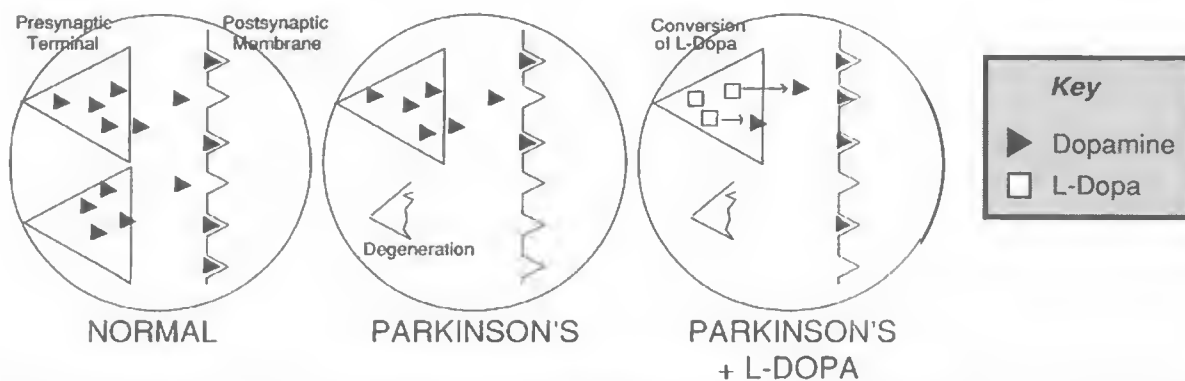 Presynaptic
Terminal
Postsynaptic
Membrane
NORMAL
Degeneration
PARKINSON'S
Conversion
of L-Dopa
PARKINSON'S
+ L-DOPA
Key
Dopamine
L-Dopa